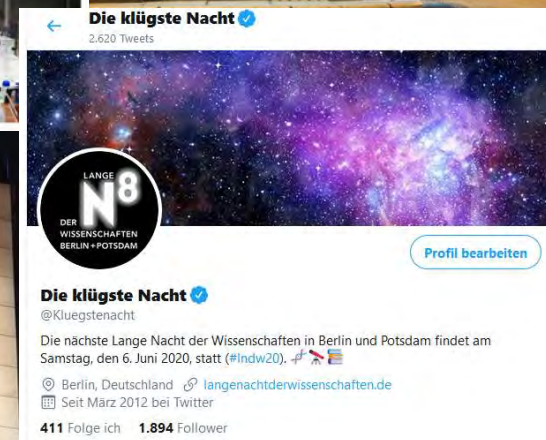 Die klügste Nacht
2.620 Tweets
LANGE
N8
DER
WISSENSCHAFTEN
BERLIN+POTSDAM
Profil bearbeiten
Die klügste Nacht
@Kluegstenacht
Die nächste Lange Nacht der Wissenschaften in Berlin und Potsdam findet am
Samstag, den 6. Juni 2020, statt (#lndw20). 🧬🔭📚
Berlin, Deutschland langenachtderwissenschaften.de
Seit März 2012 bei Twitter
411 Folge ich 1.894 Follower